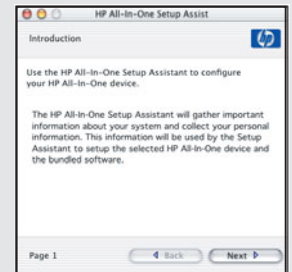 HP All-In-One Setup Assist
Introduction
Use the HP All-In-One Setup Assistant to configure
your HP All-In-One device.
The HP All-In-One Setup Assistant will gather important
information about your system and collect your personal
information. This information will be used by the Setup
Assistant to setup the selected HP All-In-One device and
the bundled software.
Page 1
Back
Next